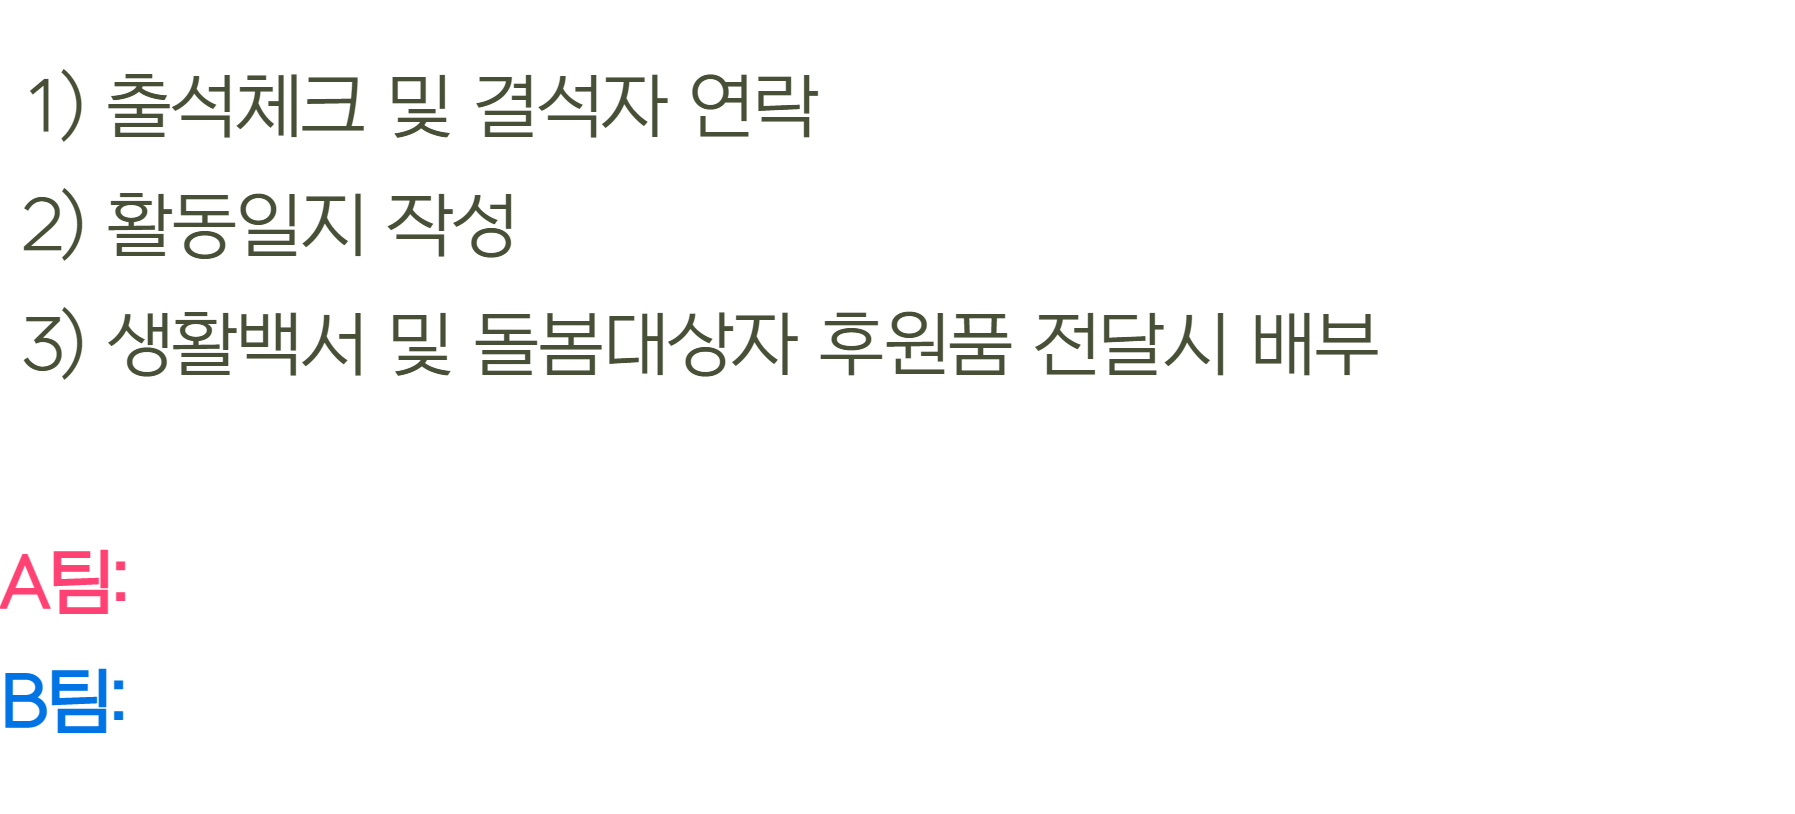 1) 출석체크 및 결석자 연락
2) 활동일지 작성
3) 생활백서 및 돌봄대상자 후원품 전달시 배부
A팀:
B팀: